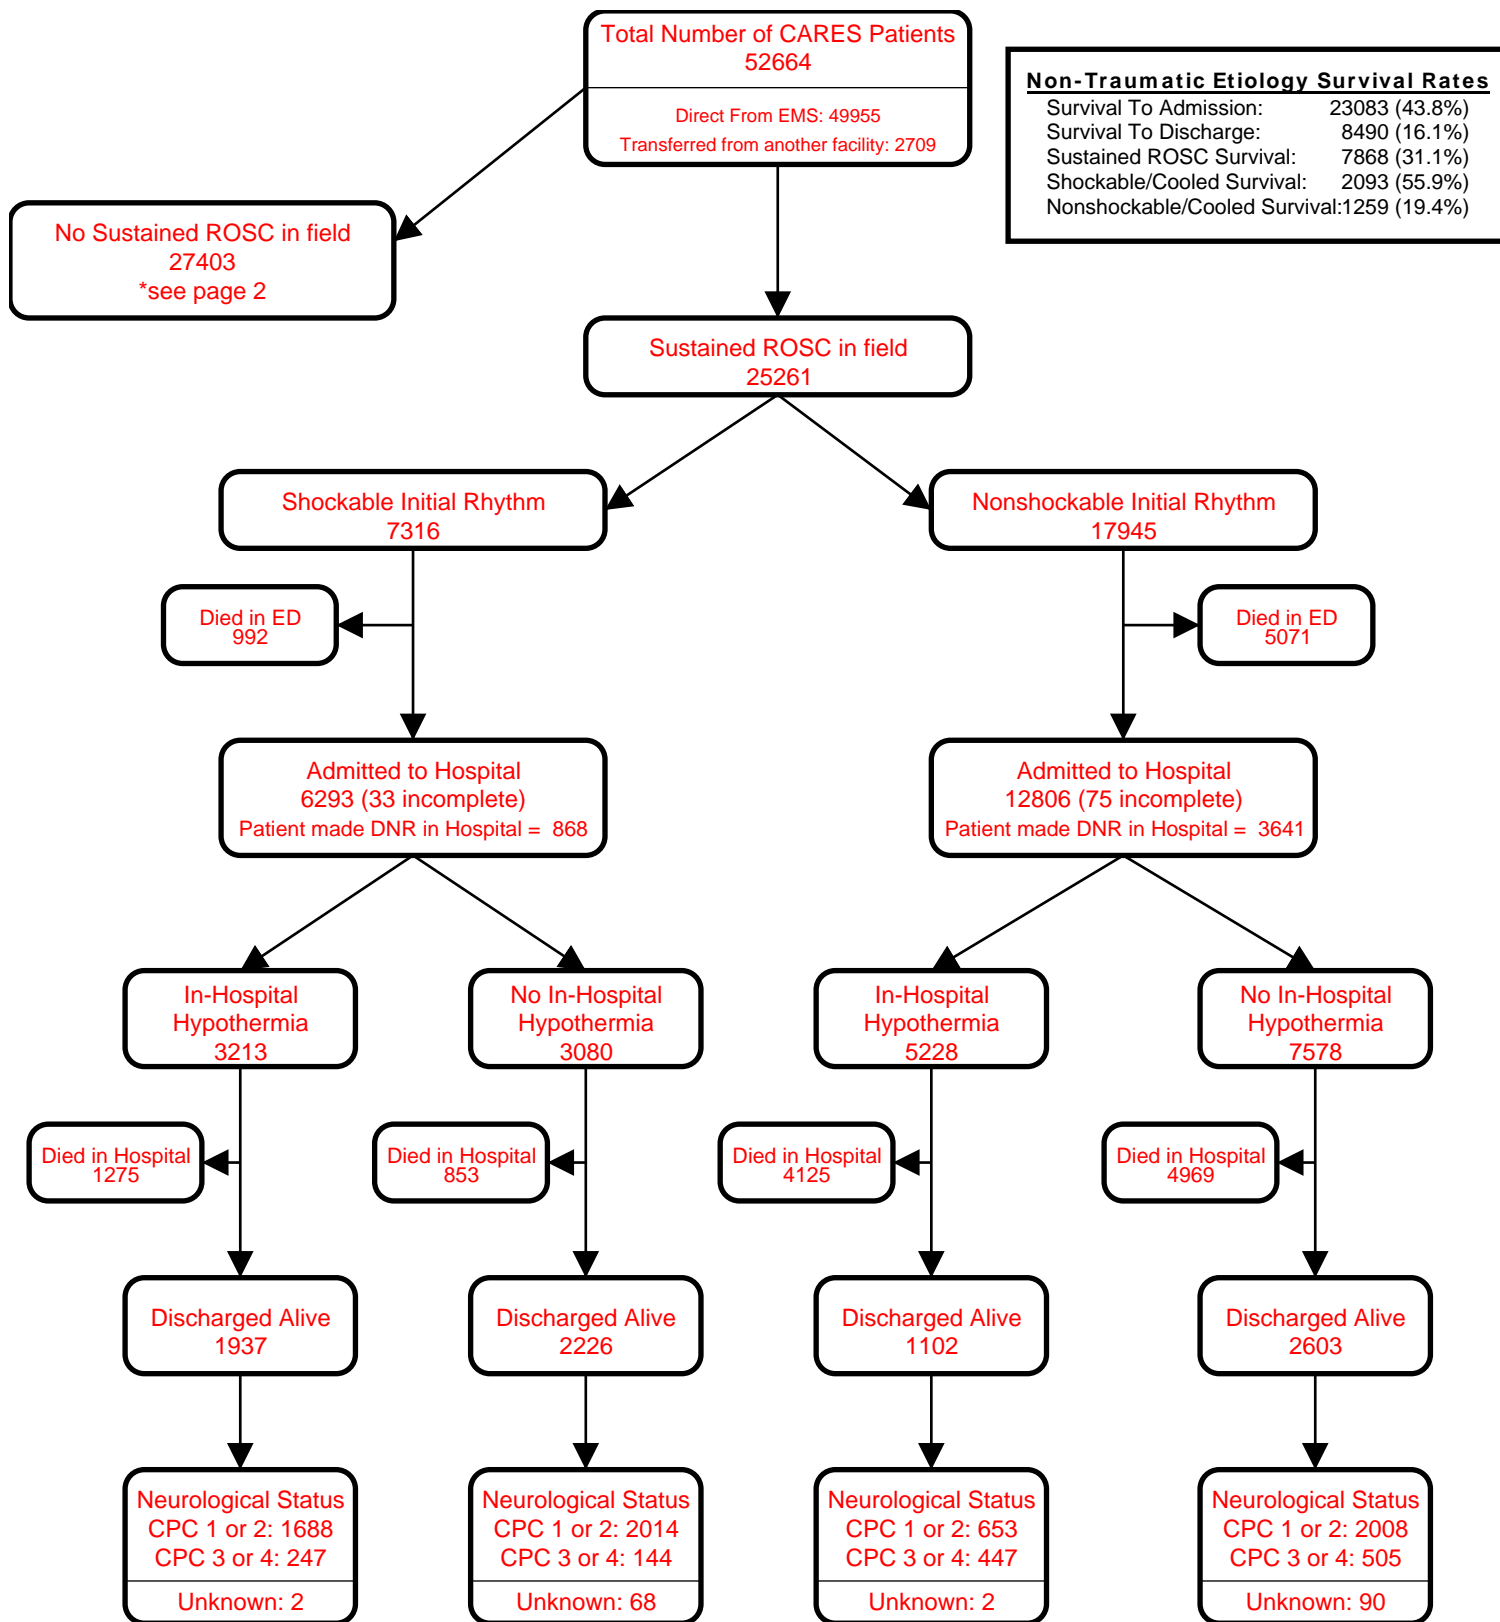 Total Number of CARES Patients
52664
Direct From EMS: 49955
Transferred from another facility: 2709
Non-Traumatic Etiology Survival Rates
Survival To Admission: 23083 (43.8%)
Survival To Discharge: 8490 (16.1%)
Sustained ROSC Survival: 7868 (31.1%)
Shockable/Cooled Survival: 2093 (55.9%)
Nonshockable/Cooled Survival:1259 (19.4%)
No Sustained ROSC in field
27403
*see page 2
Sustained ROSC in field
25261
Shockable Initial Rhythm
7316
Nonshockable Initial Rhythm
17945
Died in ED
992
Died in ED
5071
Admitted to Hospital
6293 (33 incomplete)
Patient made DNR in Hospital = 868
Admitted to Hospital
12806 (75 incomplete)
Patient made DNR in Hospital = 3641
In-Hospital
Hypothermia
3213
No In-Hospital
Hypothermia
3080
In-Hospital
Hypothermia
5228
No In-Hospital
Hypothermia
7578
Died in Hospital
1275
Died in Hospital
853
Died in Hospital
4125
Died in Hospital
4969
Discharged Alive
1937
Discharged Alive
2226
Discharged Alive
1102
Discharged Alive
2603
Neurological Status
CPC 1 or 2: 1688
CPC 3 or 4: 247
Unknown: 2
Neurological Status
CPC 1 or 2: 2014
CPC 3 or 4: 144
Unknown: 68
Neurological Status
CPC 1 or 2: 653
CPC 3 or 4: 447
Unknown: 2
Neurological Status
CPC 1 or 2: 2008
CPC 3 or 4: 505
Unknown: 90